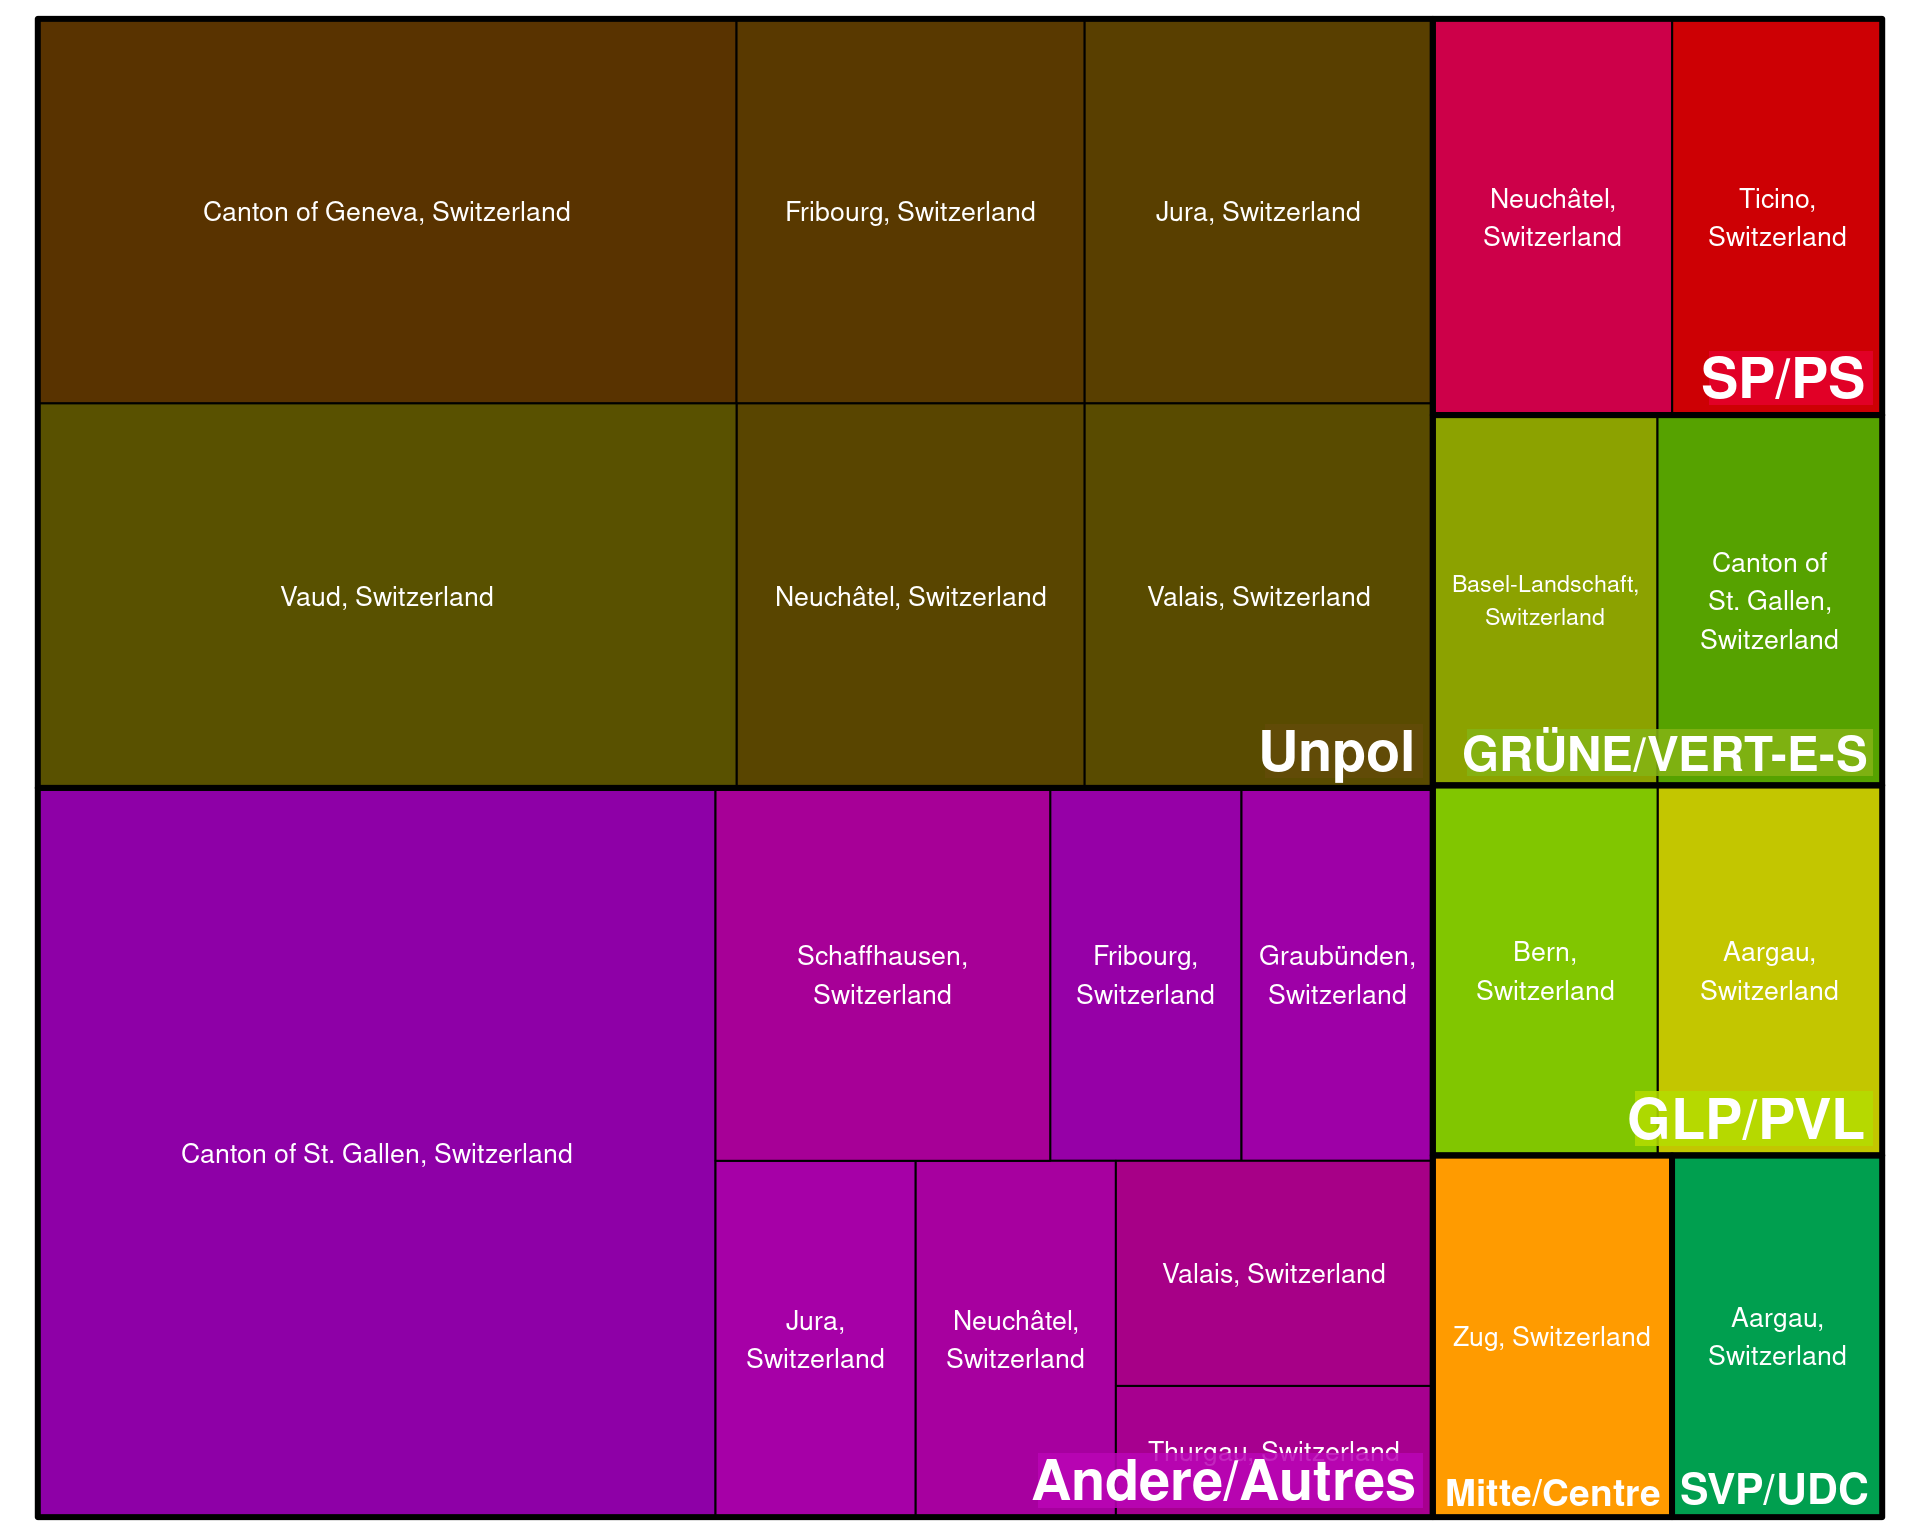 Canton of Geneva, Switzerland
Fribourg, Switzerland
Jura, Switzerland
Vaud, Switzerland
Neuchâtel, Switzerland
Valais, Switzerland
Unpol
Neuchâtel,
Switzerland
Ticino,
Switzerland
SP/PS
Basel-Landschaft,
Switzerland
Canton of
St. Gallen,
Switzerland
GRÜNE/VERT-E-S
Canton of St. Gallen, Switzerland
Schaffhausen,
Switzerland
Fribourg,
Switzerland
Graubünden,
Switzerland
Jura,
Switzerland
Neuchâtel,
Switzerland
Valais, Switzerland
Thurgau, Switzerland
Andere/Autres
Bern,
Switzerland
Aargau,
Switzerland
GLP/PVL
Zug, Switzerland
Mitte/Centre
Aargau,
Switzerland
SVP/UDC